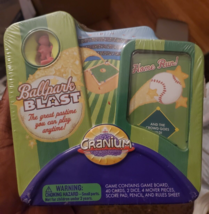 Ballpark
BLAST
The great pastime
you can play
anytime!
Home Run!
CRANIUM
WARNING:
GAME CONTAINS GAME BOARD,
40 CARDS, 2 DICE, 4 MOVER PIECES,
SCORE PAD, PENCIL, AND RULES SHEET